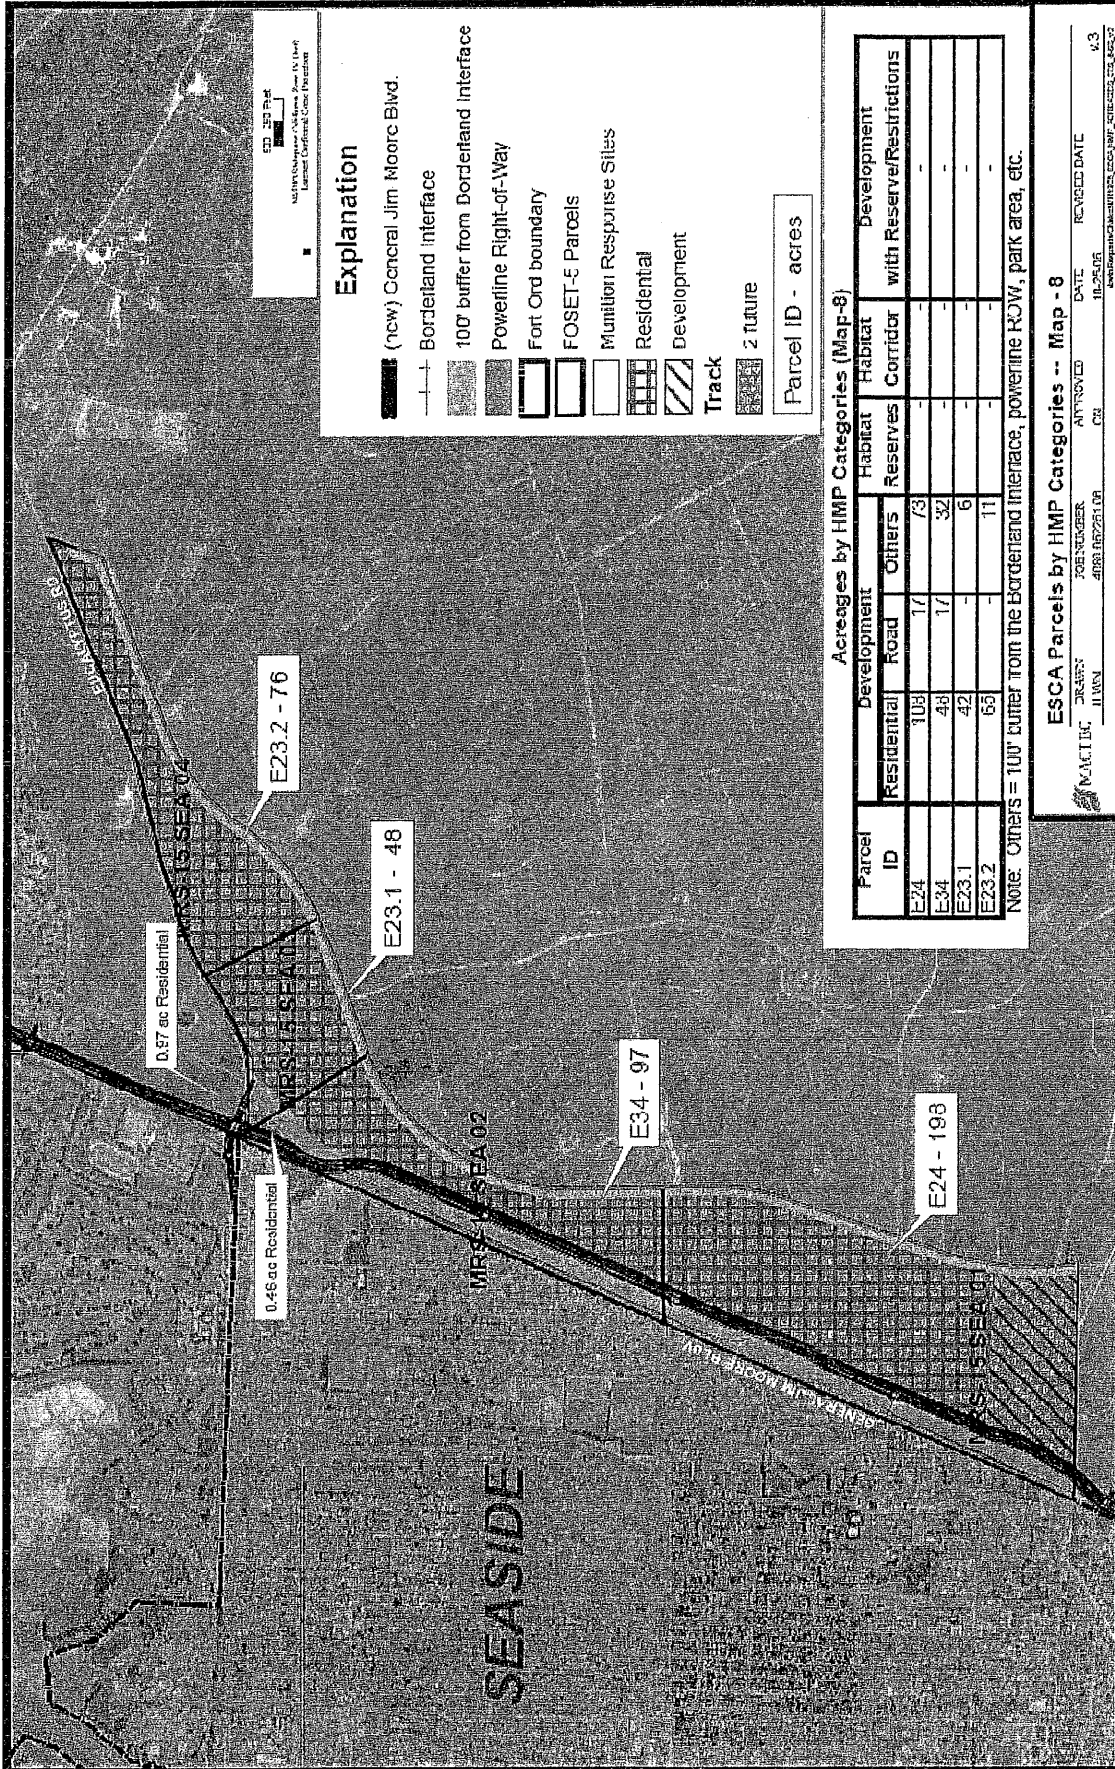 500 250 Feet
Explanation
(new) General Jim Moore Blvd.
Borderland Interface
100' buffer from Borderland Interface
Powerline Right-of-Way
Fort Ord boundary
FOSET-5 Parcels
Munition Response Sites
Residential
Development
Track
2 future
Parcel ID - acres
EUCALYPTUS RD
MRS-15 SEA 04
E23.2 - 76
0.97 ac Residential
E23.1 - 48
0.46 ac Residential
MRS-15 SEA 02
E34 - 97
GENERAL JIM MOORE BLVD
E24 - 198
MRS-15 SEA 01
SEASIDE
Acreages by HMP Categories (Map-8)
Parcel ID Development Habitat Reserves Habitat Corridor Development with Reserve/Restrictions
Residential Road Others
E24 108 17 73 - - -
E34 48 17 32 - - -
E23.1 42 - 6 - - -
E23.2 65 - 11 - - -
Note: Others = 100' buffer from the Borderland Interface, powerline ROW, park area, etc.
ESCA Parcels by HMP Categories -- Map - 8
MACTEC DRAWN JOB NUMBER APPROVED DATE REVISED DATE
v.3